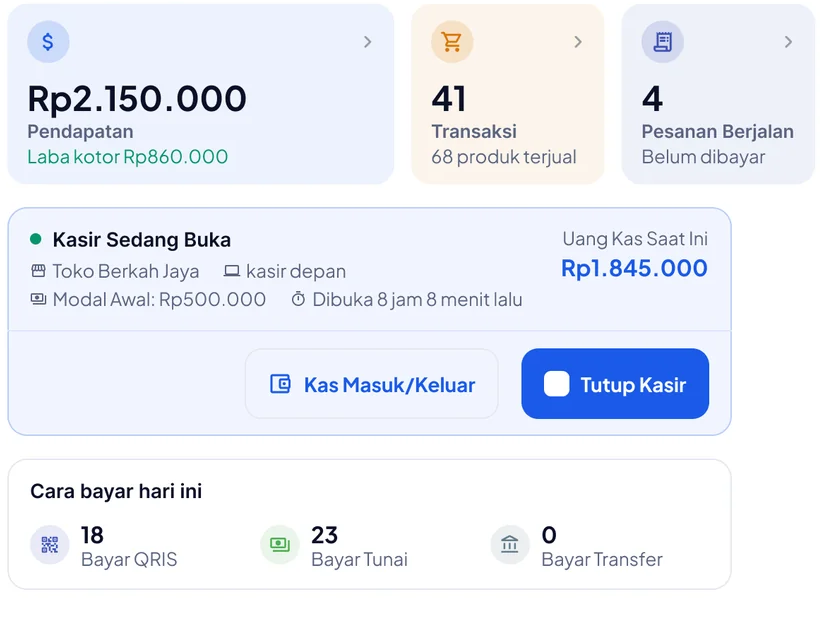 Rp2.150.000
Pendapatan
Laba kotor Rp860.000
41
Transaksi
68 produk terjual
4
Pesanan Berjalan
Belum dibayar
Kasir Sedang Buka
Toko Berkah Jaya kasir depan
Modal Awal: Rp500.000 Dibuka 8 jam 8 menit lalu
Uang Kas Saat Ini
Rp1.845.000
Kas Masuk/Keluar
Tutup Kasir
Cara bayar hari ini
18
Bayar QRIS
23
Bayar Tunai
0
Bayar Transfer